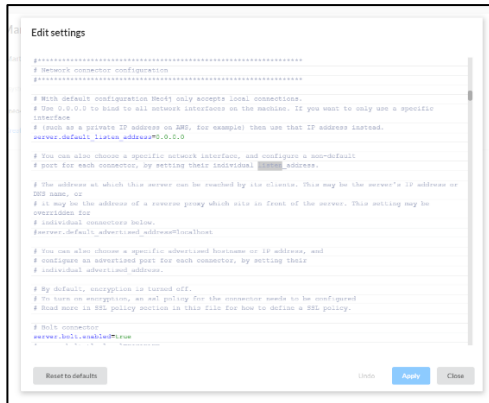 Edit settings
#*****************************************************************
# Network connector configuration
#*****************************************************************
# With default configuration Neo4j only accepts local connections.
# Use 0.0.0.0 to bind to all network interfaces on the machine. If you want to only use a specific
interface
# (such as a private IP address on AWS, for example) then use that IP address instead.
server.default_listen_address=0.0.0.0
# You can also choose a specific network interface, and configure a non-default
# port for each connector, by setting their individual listen_address.
# The address at which this server can be reached by its clients. This may be the server's IP address or
DNS name, or
# it may be the address of a reverse proxy which sits in front of the server. This setting may be
overridden for
# individual connectors below.
#server.default_advertised_address=localhost
# You can also choose a specific advertised hostname or IP address, and
# configure an advertised port for each connector, by setting their
# individual advertised_address.
# By default, encryption is turned off.
# To turn on encryption, an ssl policy for the connector needs to be configured
# Read more in SSL policy section in this file for how to define a SSL policy.
# Bolt connector
server.bolt.enabled=true
Reset to defaults
Undo
Apply
Close